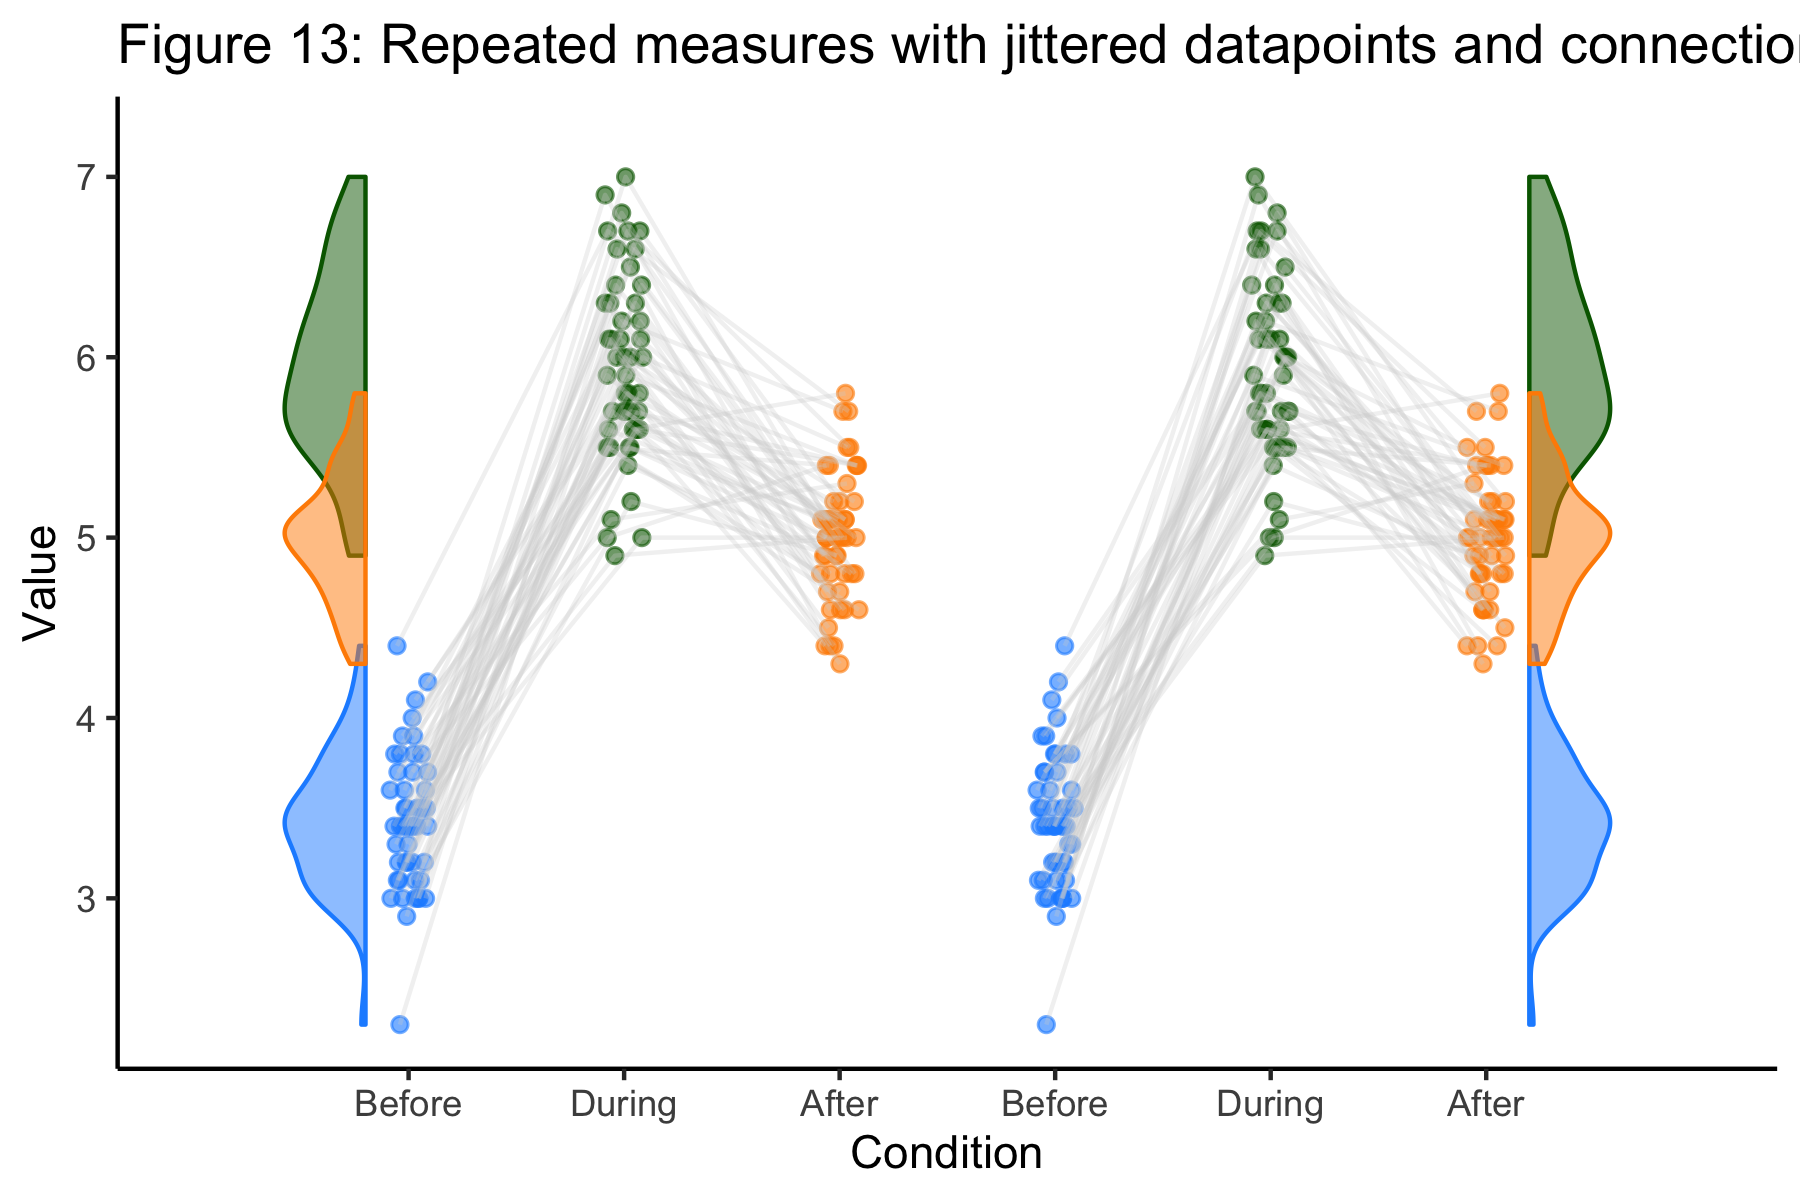 Figure 13: Repeated measures with jittered datapoints and connectio
7
6
5
4
3
Value
Before During After Before During After
Condition